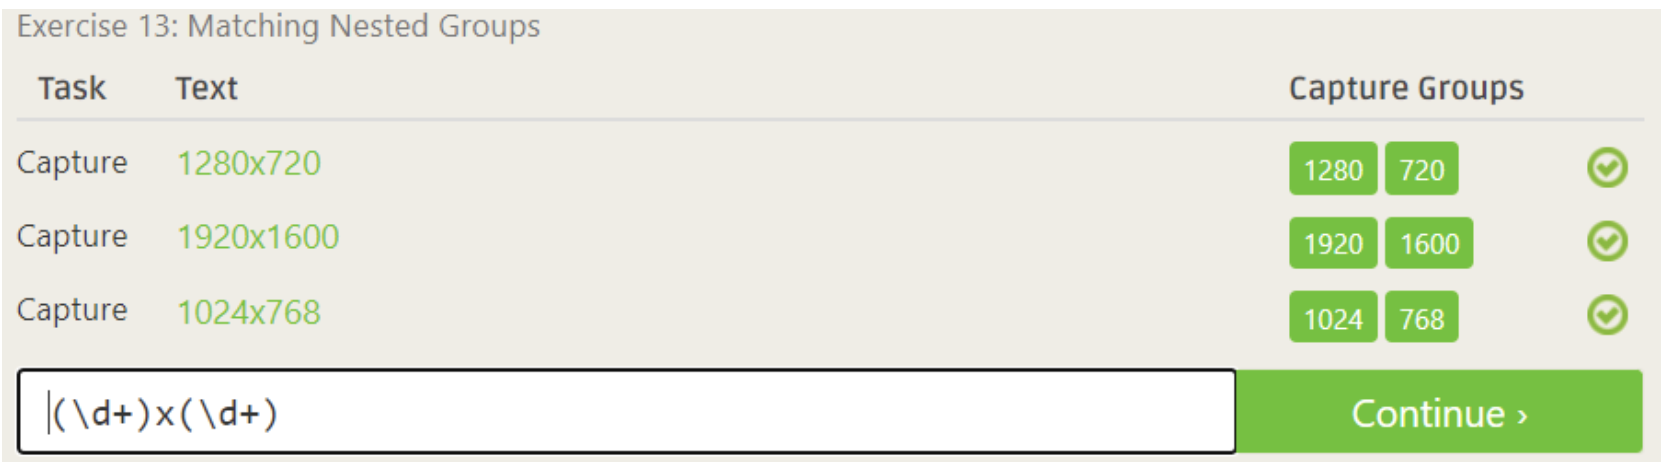 Exercise 13: Matching Nested Groups
Task Text Capture Groups
Capture 1280x720 1280 720
Capture 1920x1600 1920 1600
Capture 1024x768 1024 768
(\d+)x(\d+) Continue ›